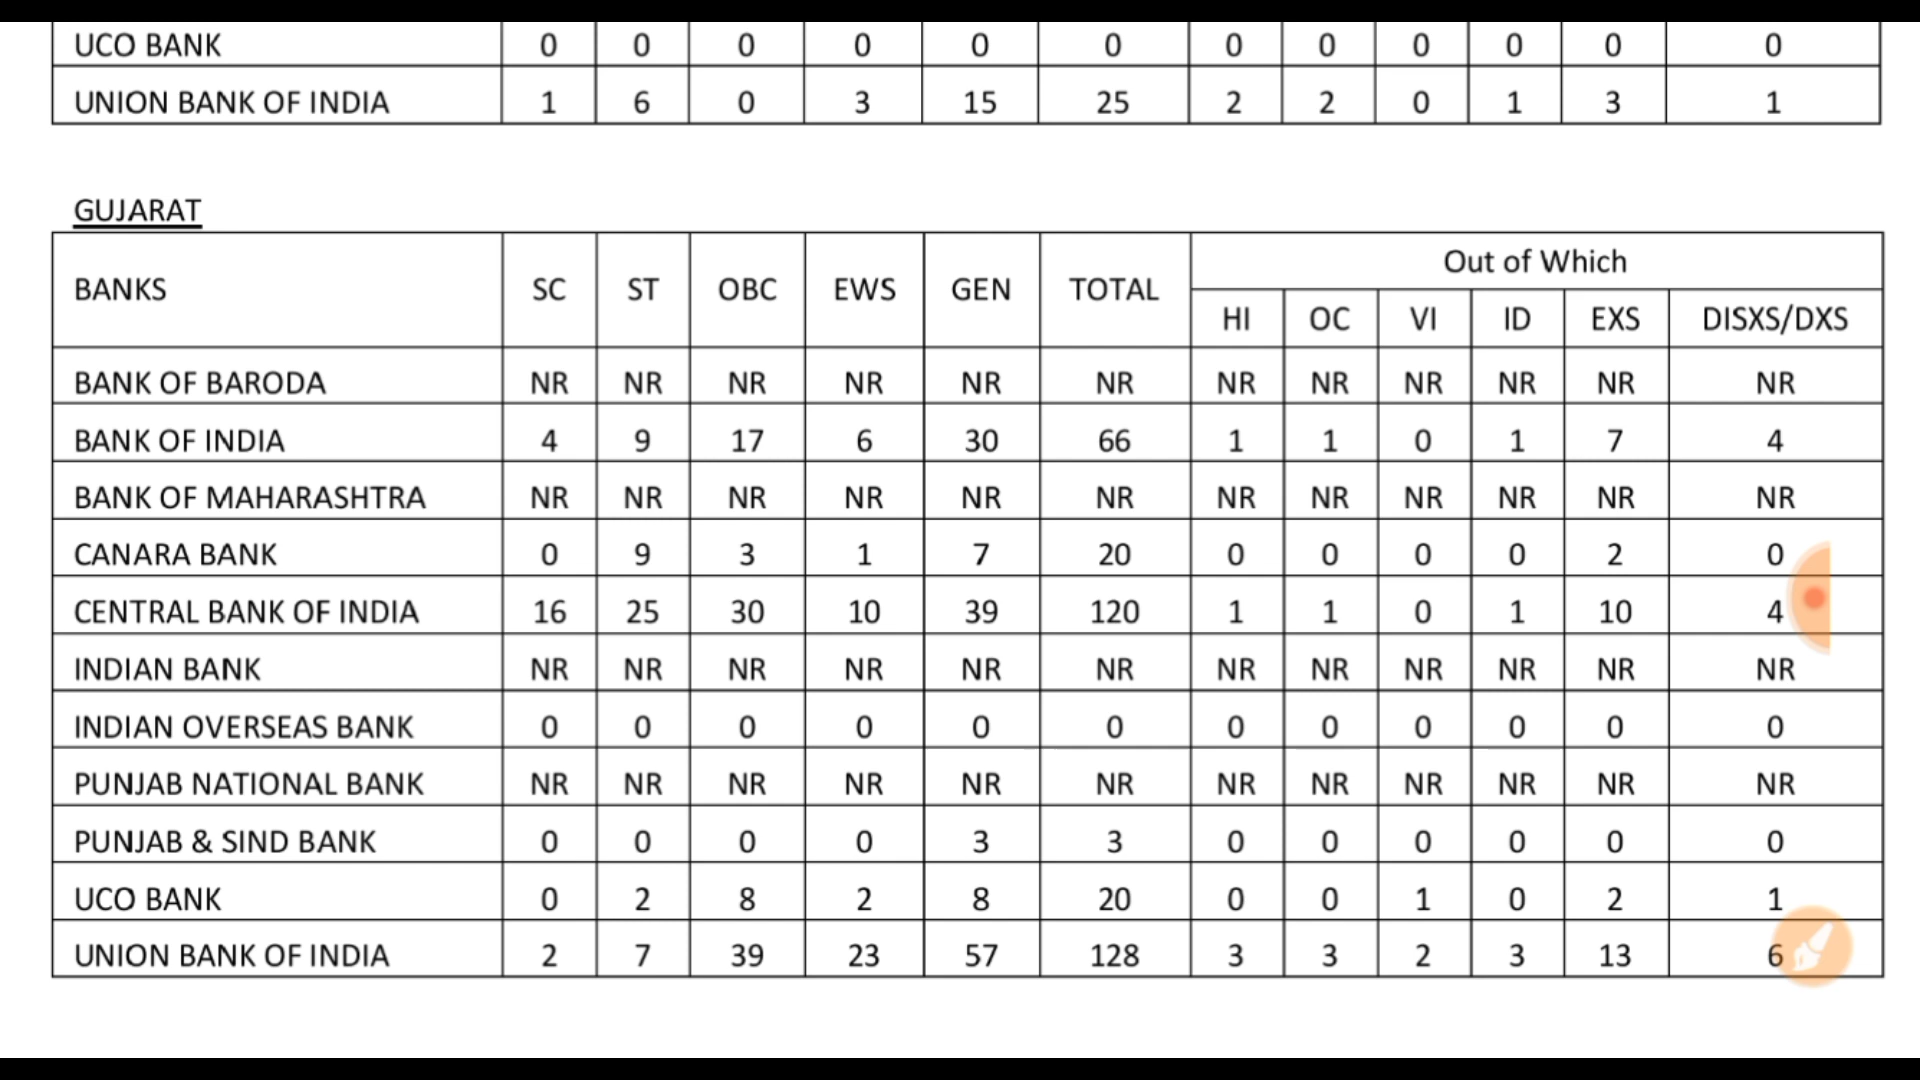 UCO BANK 0 0 0 0 0 0 0 0 0 0 0 0
UNION BANK OF INDIA 1 6 0 3 15 25 2 2 0 1 3 1
GUJARAT
BANKS SC ST OBC EWS GEN TOTAL Out of Which
HI OC VI ID EXS DISXS/DXS
BANK OF BARODA NR NR NR NR NR NR NR NR NR NR NR NR
BANK OF INDIA 4 9 17 6 30 66 1 1 0 1 7 4
BANK OF MAHARASHTRA NR NR NR NR NR NR NR NR NR NR NR NR
CANARA BANK 0 9 3 1 7 20 0 0 0 0 2 0
CENTRAL BANK OF INDIA 16 25 30 10 39 120 1 1 0 1 10 4
INDIAN BANK NR NR NR NR NR NR NR NR NR NR NR NR
INDIAN OVERSEAS BANK 0 0 0 0 0 0 0 0 0 0 0 0
PUNJAB NATIONAL BANK NR NR NR NR NR NR NR NR NR NR NR NR
PUNJAB & SIND BANK 0 0 0 0 3 3 0 0 0 0 0 0
UCO BANK 0 2 8 2 8 20 0 0 1 0 2 1
UNION BANK OF INDIA 2 7 39 23 57 128 3 3 2 3 13 6